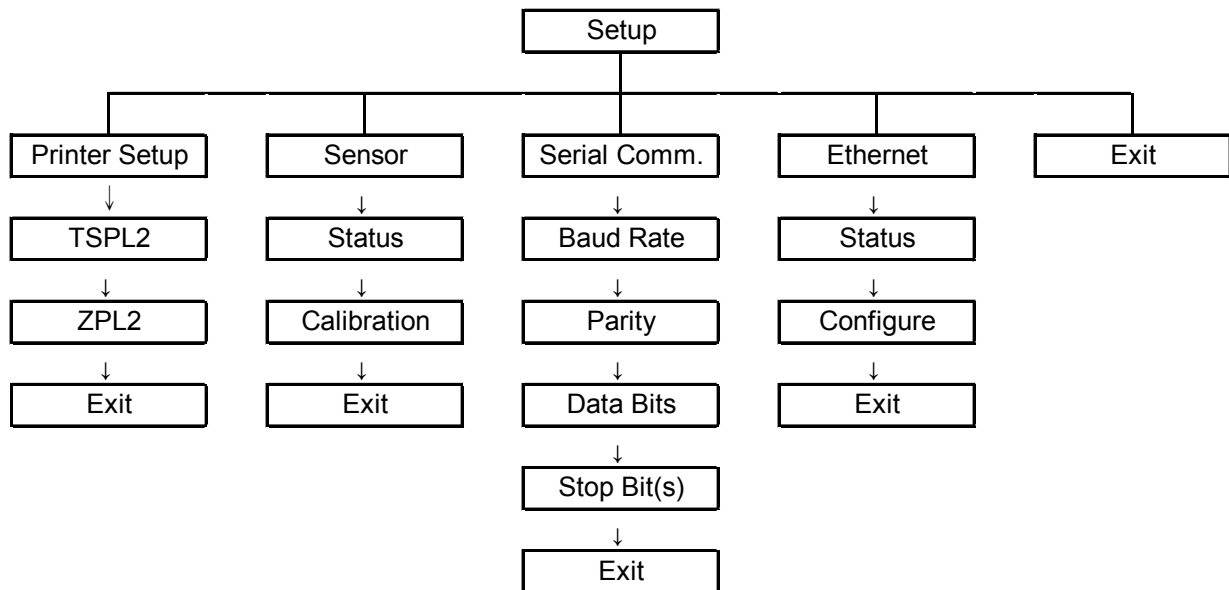 Setup
Printer Setup Sensor Serial Comm. Ethernet Exit
↓ ↓ ↓ ↓
TSPL2 Status Baud Rate Status
↓ ↓ ↓ ↓
ZPL2 Calibration Parity Configure
↓ ↓ ↓ ↓
Exit Exit Data Bits Exit
↓
Stop Bit(s)
↓
Exit